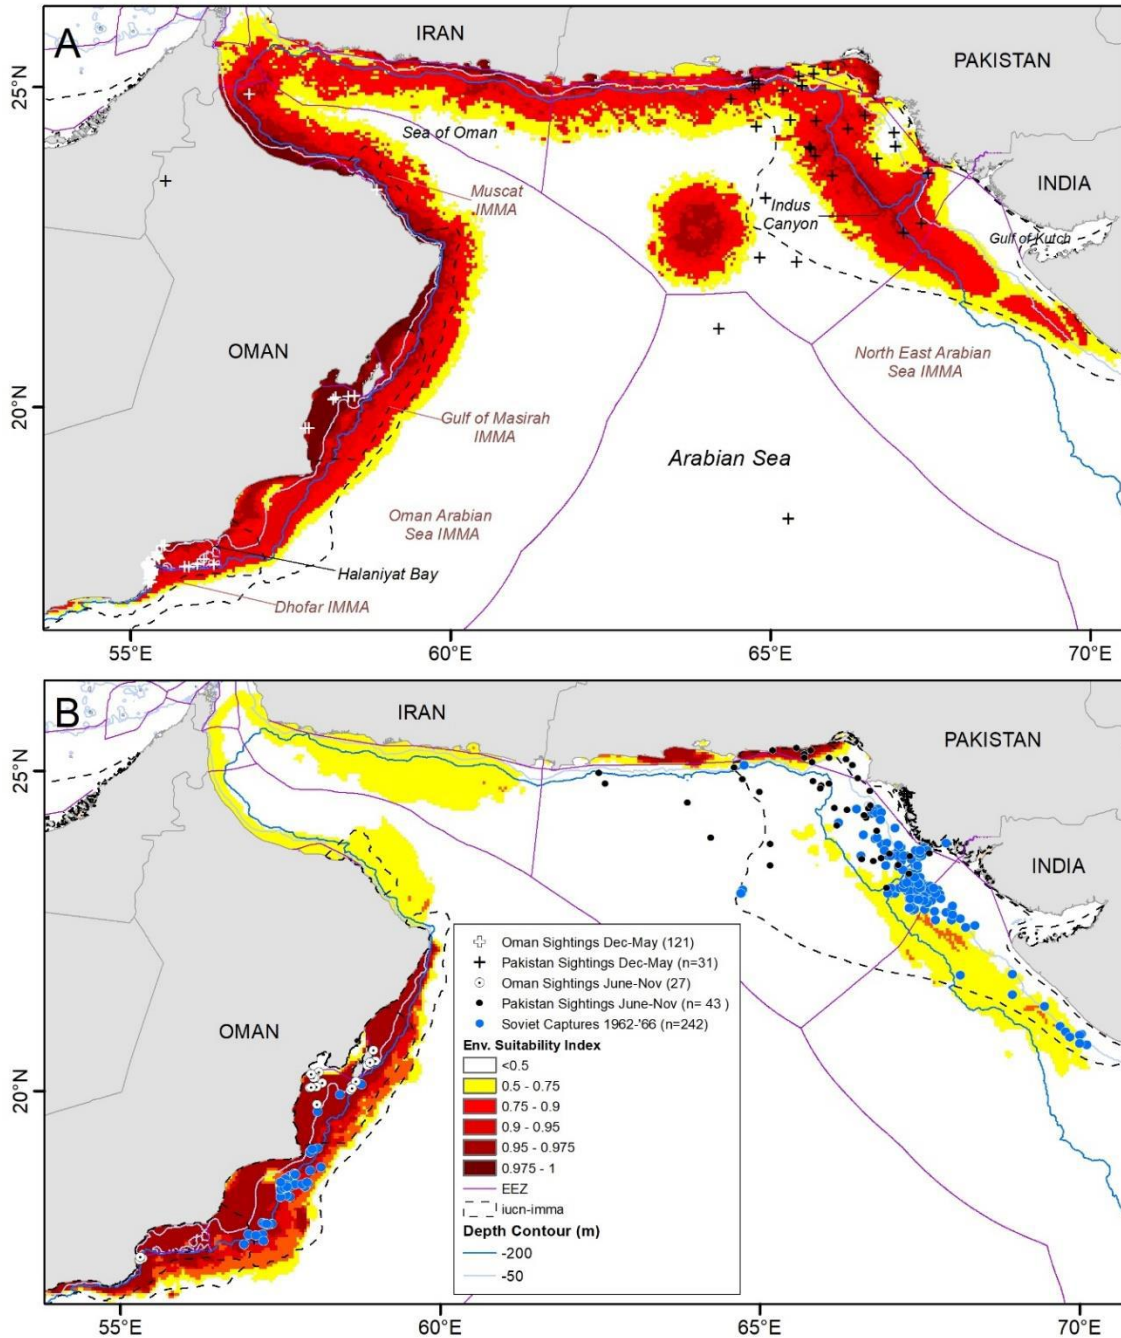 A
IRAN
PAKISTAN
25°N
Sea of Oman
Muscat
IMMA
Indus
Canyon
INDIA
Gulf of Kutch
OMAN
North East Arabian
Sea IMMA
20°N
Gulf of Masirah
IMMA
Arabian Sea
Oman Arabian
Sea IMMA
Halaniyat Bay
Dhofar IMMA
55°E
60°E
65°E
70°E
B
IRAN
PAKISTAN
25°N
INDIA
OMAN
20°N
Oman Sightings Dec-May (121)
Pakistan Sightings Dec-May (n=31)
Oman Sightings June-Nov (27)
Pakistan Sightings June-Nov (n= 43 )
Soviet Captures 1962-'66 (n=242)
Env. Suitability Index
<0.5
0.5 - 0.75
0.75 - 0.9
0.9 - 0.95
0.95 - 0.975
0.975 - 1
EEZ
iucn-imma
Depth Contour (m)
-200
-50
55°E
60°E
65°E
70°E